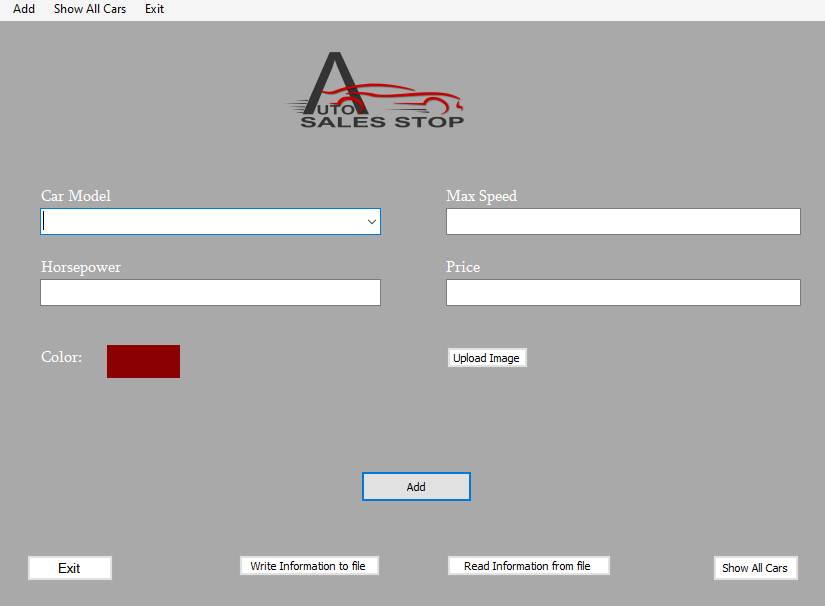 Add Show All Cars Exit
AUTO
SALES STOP
Car Model
Max Speed
Horsepower
Price
Color:
Upload Image
Add
Exit
Write Information to file
Read Information from file
Show All Cars